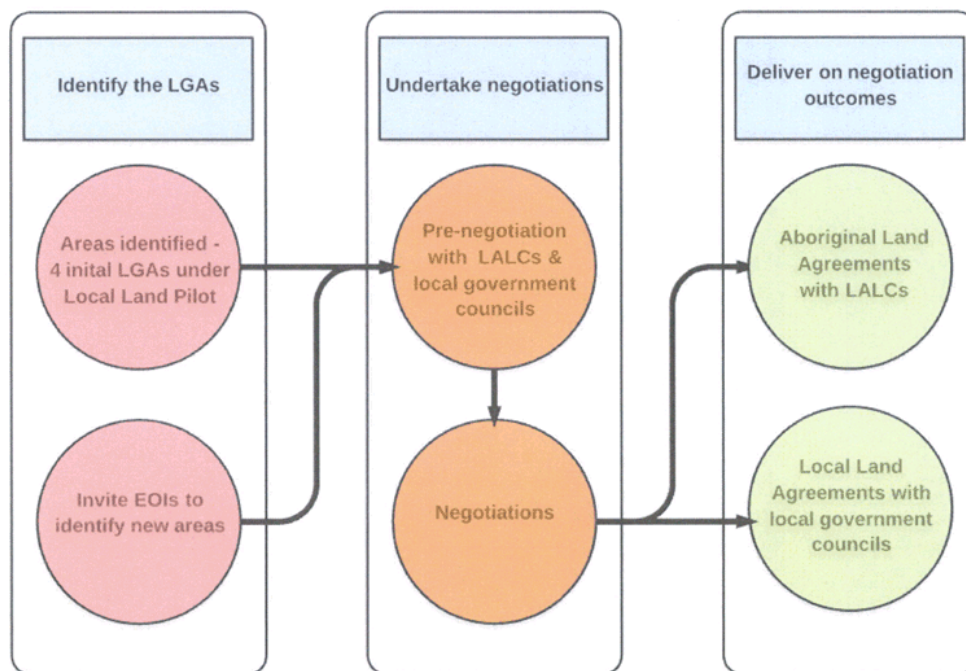 Identify the LGAs
Areas identified -
4 inital LGAs under
Local Land Pilot
Invite EOIs to
identify new areas
Undertake negotiations
Pre-negotiation
with LALCs &
local government
councils
Negotiations
Deliver on negotiation
outcomes
Aboriginal Land
Agreements
with LALCs
Local Land
Agreements with
local government
councils